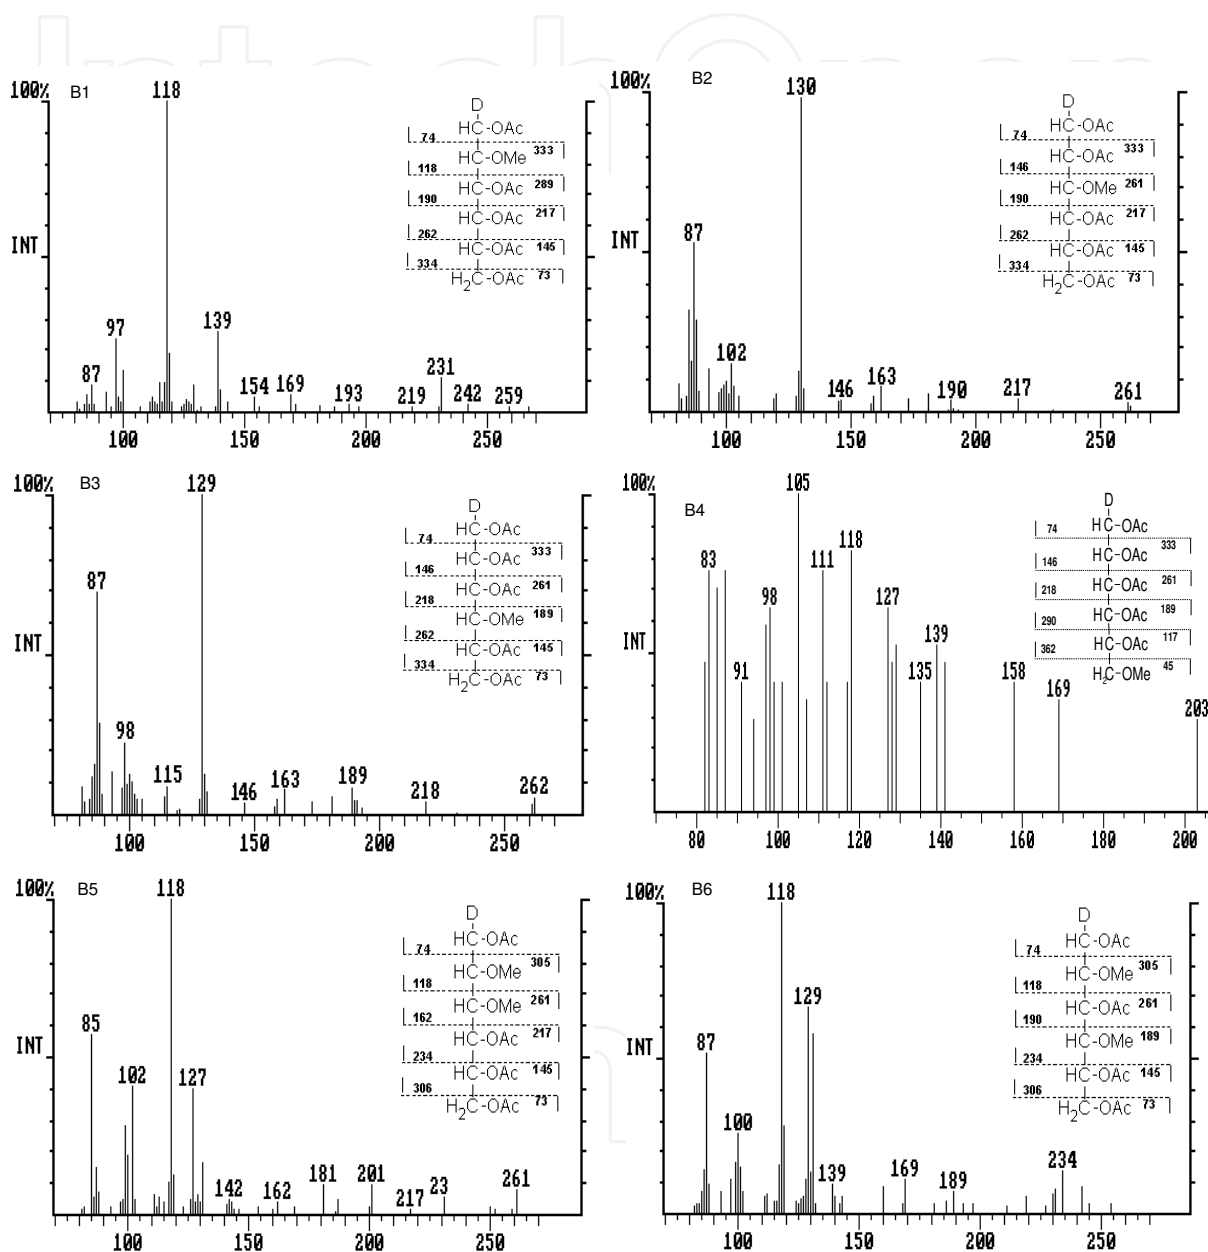 B1
100%
INT
118
97
87
139
154
169
193
219
231
242
259
100 150 200 250
D
HC-OAc
74
HC-OMe 333
118
HC-OAc 289
190
HC-OAc 217
262
HC-OAc 145
334
H2C-OAc 73
B2
100%
INT
130
87
102
146
163
190
217
261
100 150 200 250
D
HC-OAc
74
HC-OAc 333
146
HC-OMe 261
190
HC-OAc 217
262
HC-OAc 145
334
H2C-OAc 73
B3
100%
INT
129
87
98
115
146
163
189
218
262
100 150 200 250
D
HC-OAc
74
HC-OAc 333
146
HC-OAc 261
218
HC-OMe 189
262
HC-OAc 145
334
H2C-OAc 73
B4
100%
INT
105
83
118
111
98
127
139
91
135
158
169
203
80 100 120 140 160 180 200
D
HC-OAc
74
HC-OAc 333
146
HC-OAc 261
218
HC-OAc 189
290
HC-OAc 117
362
H2C-OMe 45
B5
100%
INT
118
85
102
127
142
162
181
201
217
23
261
100 150 200 250
D
HC-OAc
74
HC-OMe 305
118
HC-OMe 261
162
HC-OAc 217
234
HC-OAc 145
306
H2C-OAc 73
B6
100%
INT
118
129
87
100
139
169
189
234
100 150 200 250
D
HC-OAc
74
HC-OMe 305
118
HC-OAc 261
190
HC-OMe 189
234
HC-OAc 145
306
H2C-OAc 73